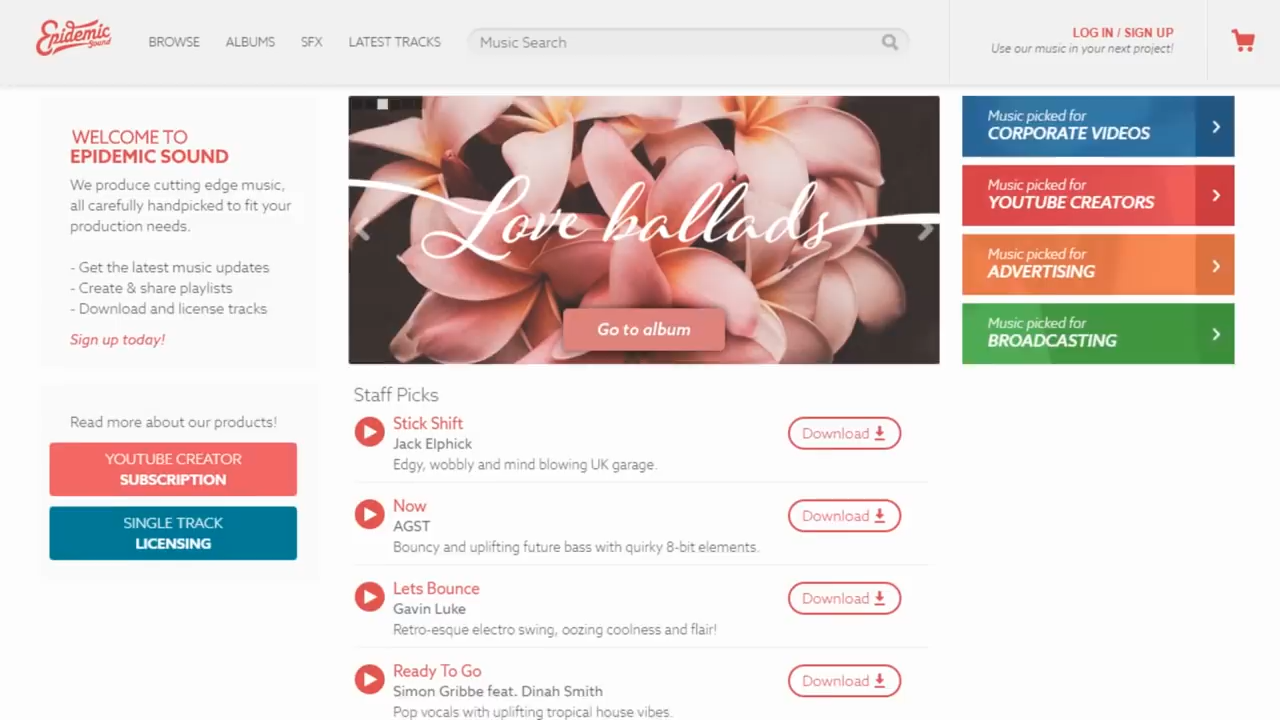 Epidemic
Sound
BROWSE
ALBUMS
SFX
LATEST TRACKS
Music Search
LOG IN / SIGN UP
Use our music in your next project!
WELCOME TO
EPIDEMIC SOUND
We produce cutting edge music,
all carefully handpicked to fit your
production needs.
- Get the latest music updates
- Create & share playlists
- Download and license tracks
Sign up today!
Read more about our products!
YOUTUBE CREATOR
SUBSCRIPTION
SINGLE TRACK
LICENSING
Love ballads
Go to album
Staff Picks
Stick Shift
Jack Elphick
Edgy, wobbly and mind blowing UK garage.
Download
Now
AGST
Bouncy and uplifting future bass with quirky 8-bit elements.
Download
Lets Bounce
Gavin Luke
Retro-esque electro swing, oozing coolness and flair!
Download
Ready To Go
Simon Gribbe feat. Dinah Smith
Pop vocals with uplifting tropical house vibes.
Download
Music picked for
CORPORATE VIDEOS
Music picked for
YOUTUBE CREATORS
Music picked for
ADVERTISING
Music picked for
BROADCASTING